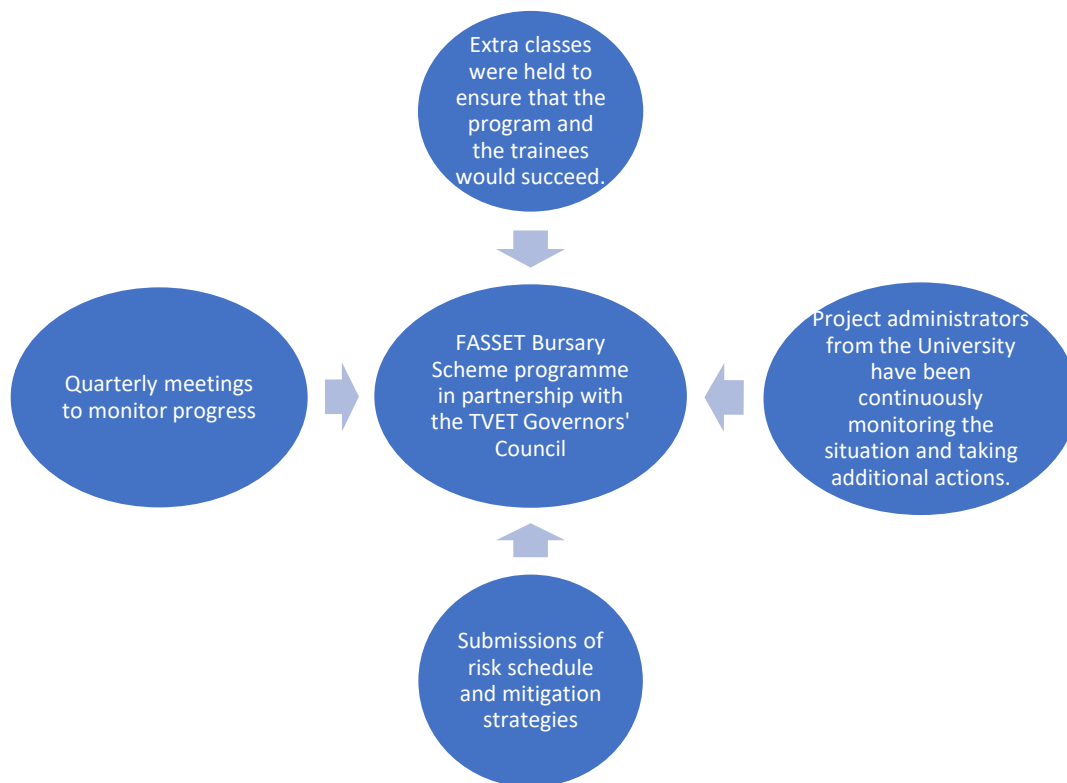 Extra classes
were held to
ensure that the
program and
the trainees
would succeed.
Quarterly meetings
to monitor progress
FASSET Bursary
Scheme programme
in partnership with
the TVET Governors'
Council
Project administrators
from the University
have been
continuously
monitoring the
situation and taking
additional actions.
Submissions of
risk schedule
and mitigation
strategies